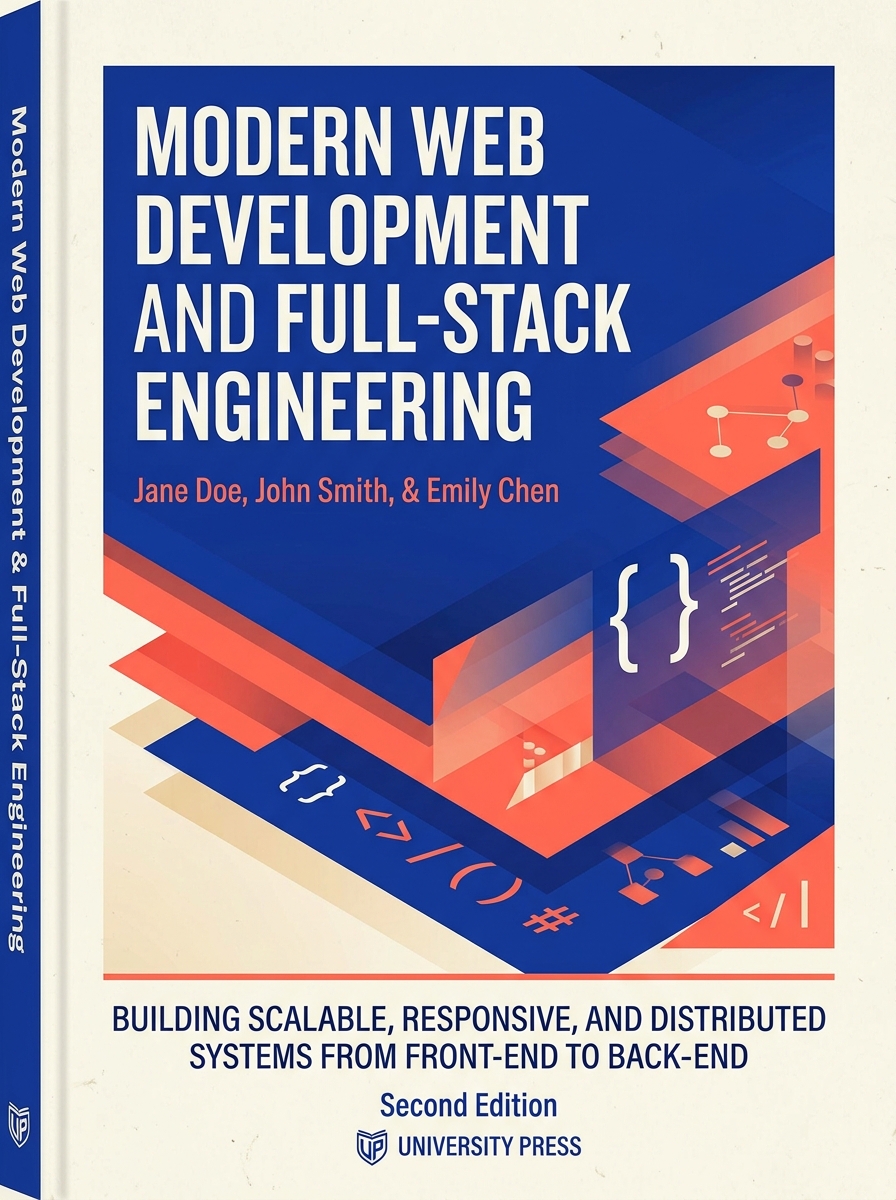 Modern Web Development & Full-Stack Engineering
UP
MODERN WEB
DEVELOPMENT
AND FULL-STACK
ENGINEERING
Jane Doe, John Smith, & Emily Chen
{ }
{} </> / () #
</|
BUILDING SCALABLE, RESPONSIVE, AND DISTRIBUTED
SYSTEMS FROM FRONT-END TO BACK-END
Second Edition
UP UNIVERSITY PRESS